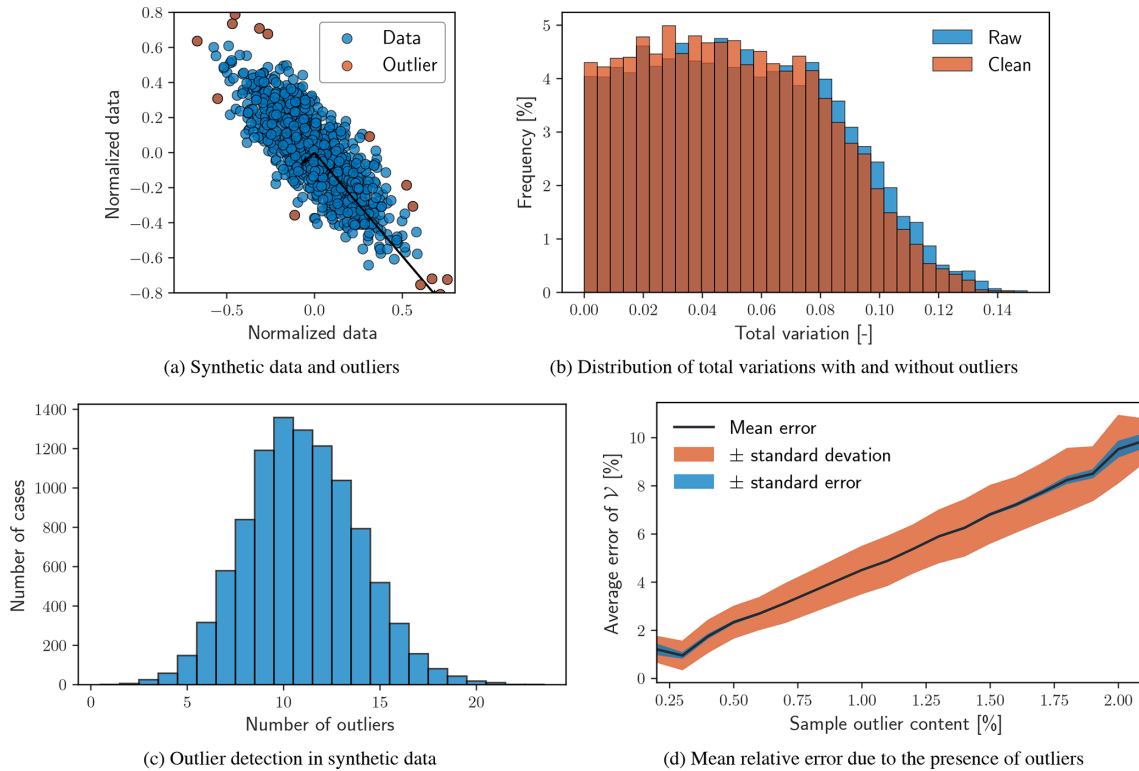 0.8
0.6
0.4
0.2
0.0
−0.2
−0.4
−0.6
−0.8
Normalized data
−0.5 0.0 0.5
Normalized data
Data
Outlier
(a) Synthetic data and outliers
5
4
3
2
1
0
Frequency [%]
0.00 0.02 0.04 0.06 0.08 0.10 0.12 0.14
Total variation [-]
Raw
Clean
(b) Distribution of total variations with and without outliers
1400
1200
1000
800
600
400
200
0
Number of cases
0 5 10 15 20
Number of outliers
(c) Outlier detection in synthetic data
10
8
6
4
2
0
Average error of 𝒱 [%]
0.25 0.50 0.75 1.00 1.25 1.50 1.75 2.00
Sample outlier content [%]
Mean error
± standard devation
± standard error
(d) Mean relative error due to the presence of outliers